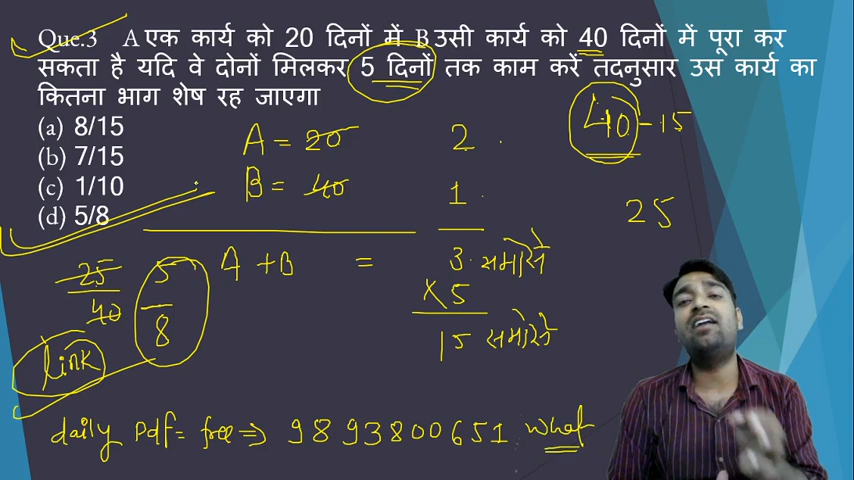 Que.3 A एक कार्य को 20 दिनों में B उसी कार्य को 40 दिनों में पूरा कर
सकता है यदि वे दोनों मिलकर 5 दिनों तक काम करें तदनुसार उस कार्य का
कितना भाग शेष रह जाएगा
(a) 8/15
(b) 7/15
(c) 1/10
(d) 5/8
A = 20 2
B = 40 1
40 - 15
25
A + B = 3 समोसे
× 5
15 समोसे
25/40 5/8
link
daily Pdf = free ⇒ 9893800651 what